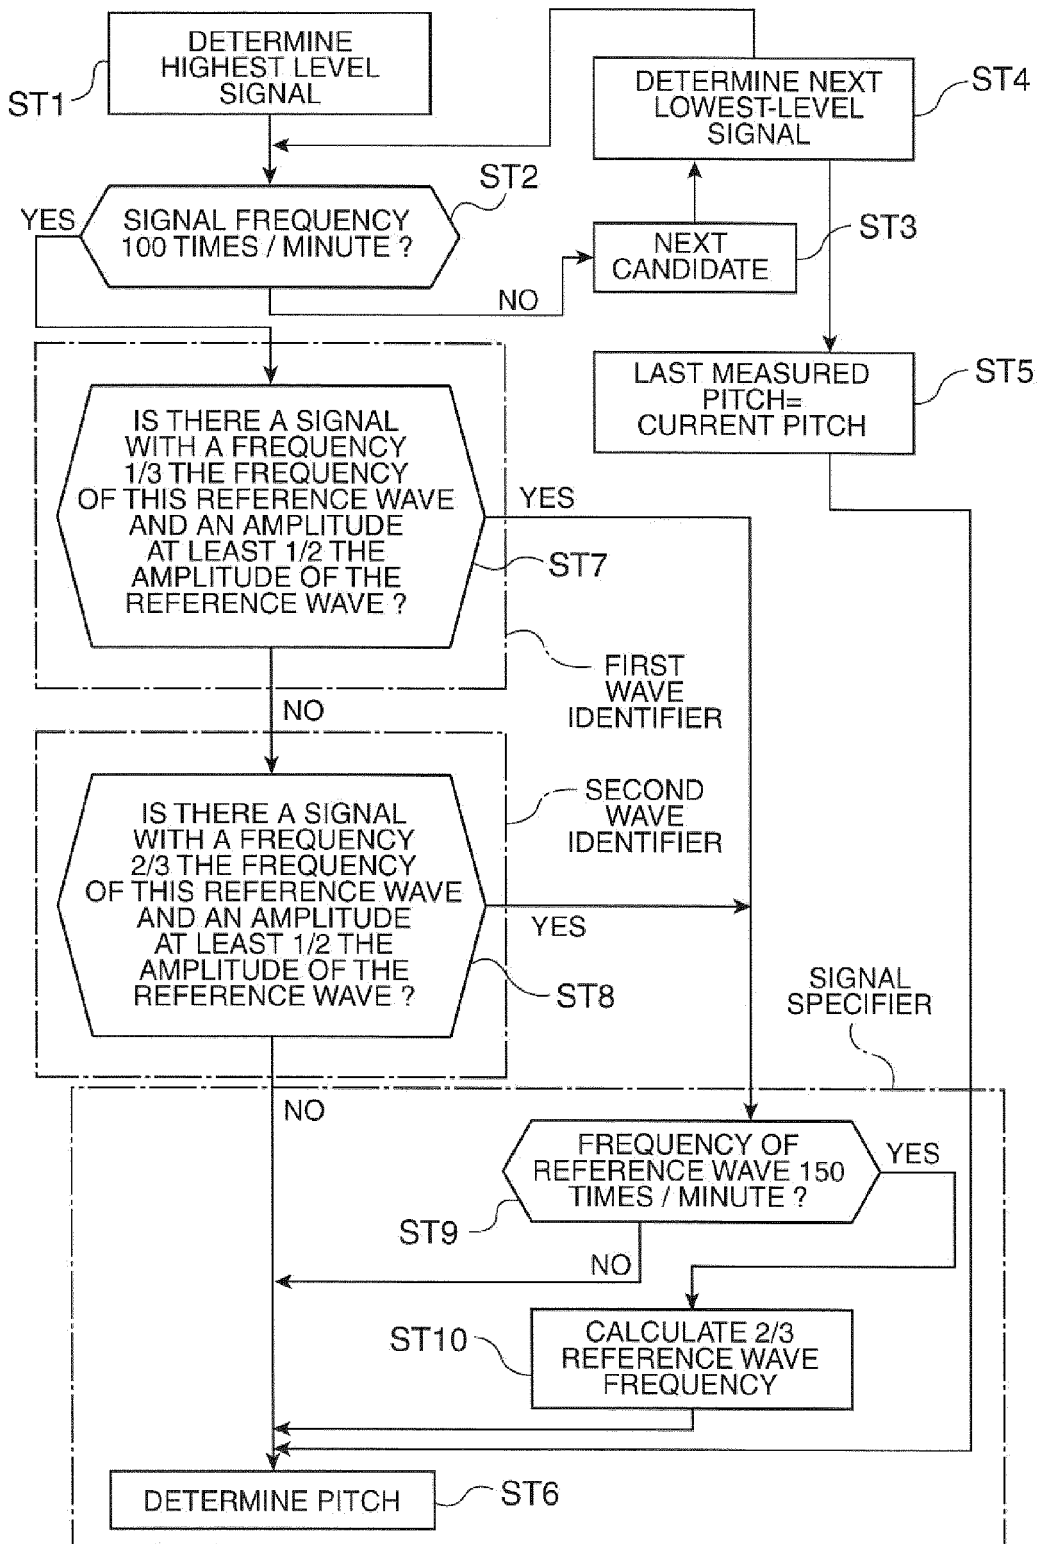 DETERMINE
HIGHEST LEVEL
SIGNAL
ST1
DETERMINE NEXT
LOWEST-LEVEL
SIGNAL
ST4
SIGNAL FREQUENCY
100 TIMES / MINUTE ?
ST2
YES
NO
NEXT
CANDIDATE
ST3
LAST MEASURED
PITCH=
CURRENT PITCH
ST5
IS THERE A SIGNAL
WITH A FREQUENCY
1/3 THE FREQUENCY
OF THIS REFERENCE WAVE
AND AN AMPLITUDE
AT LEAST 1/2 THE
AMPLITUDE OF THE
REFERENCE WAVE ?
YES
ST7
FIRST
WAVE
IDENTIFIER
NO
IS THERE A SIGNAL
WITH A FREQUENCY
2/3 THE FREQUENCY
OF THIS REFERENCE WAVE
AND AN AMPLITUDE
AT LEAST 1/2 THE
AMPLITUDE OF THE
REFERENCE WAVE ?
SECOND
WAVE
IDENTIFIER
YES
ST8
SIGNAL
SPECIFIER
NO
FREQUENCY OF
REFERENCE WAVE 150
TIMES / MINUTE ?
YES
ST9
NO
CALCULATE 2/3
REFERENCE WAVE
FREQUENCY
ST10
DETERMINE PITCH
ST6